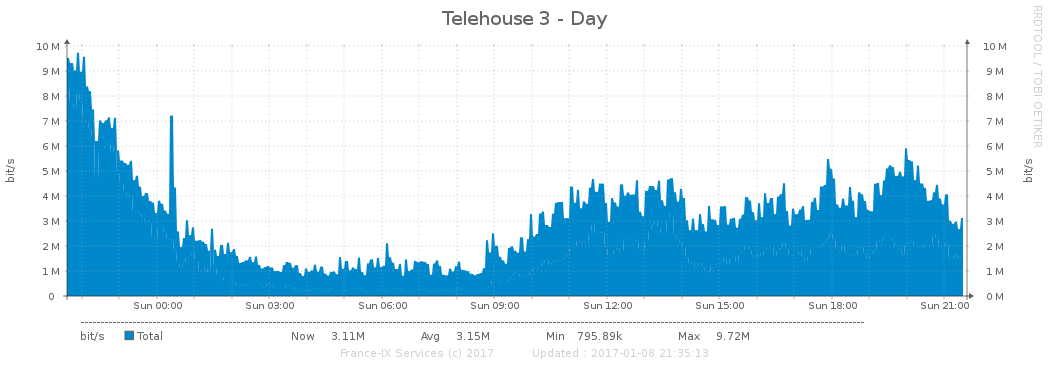 Telehouse 3 - Day
RRDTOOL / TOBI OETIKER
10 M 10 M
9 M 9 M
8 M 8 M
7 M 7 M
6 M 6 M
5 M 5 M
4 M 4 M
3 M 3 M
2 M 2 M
1 M 1 M
0 0 M
bit/s
bit/s
Sun 00:00 Sun 03:00 Sun 06:00 Sun 09:00 Sun 12:00 Sun 15:00 Sun 18:00 Sun 21:00
bit/s Total Now 3.11M Avg 3.15M Min 795.89k Max 9.72M
France-IX Services (c) 2017 Updated : 2017-01-08 21:35:13